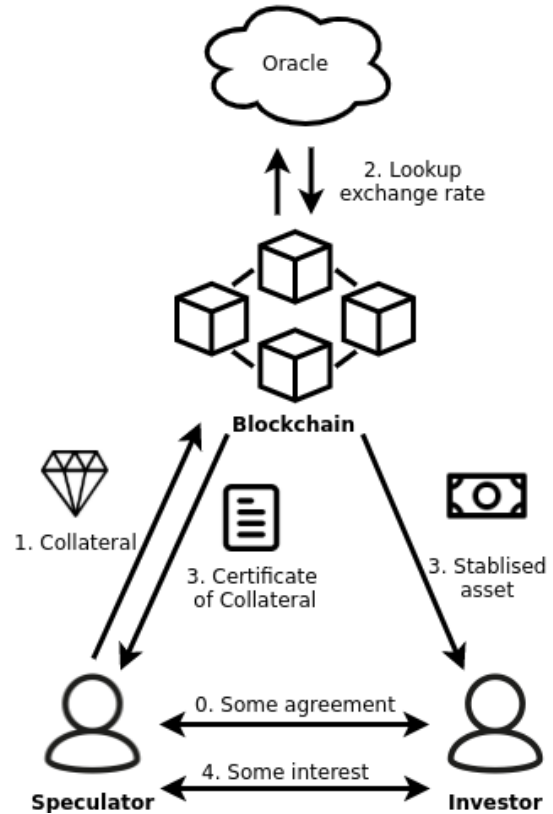 Oracle
2. Lookup
exchange rate
Blockchain
1. Collateral
3. Certificate
of Collateral
3. Stablised
asset
0. Some agreement
4. Some interest
Speculator
Investor